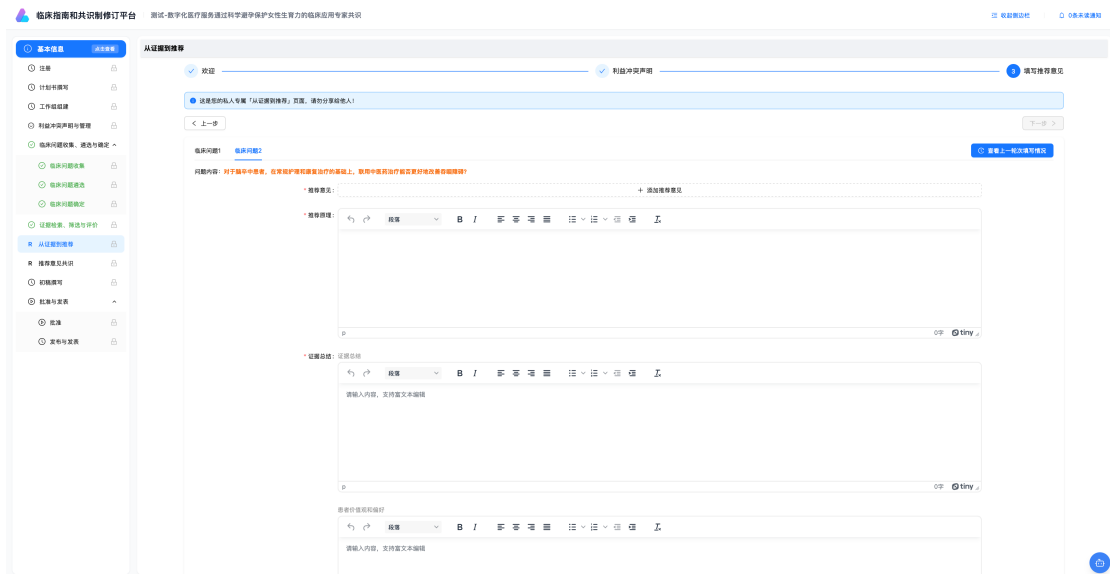 临床指南和共识制修订平台 测试-数字化医疗服务通过科学避孕保护女性生育力的临床应用专家共识 收起侧边栏 0条未读通知
基本信息 点击查看
注册
计划书撰写
工作组组建
利益冲突声明与管理
临床问题收集、遴选与确定
临床问题收集
临床问题遴选
临床问题确定
证据检索、筛选与评价
R 从证据到推荐
R 推荐意见共识
初稿撰写
批准与发表
批准
发布与发表
从证据到推荐
欢迎 利益冲突声明 3 填写推荐意见
这是您的私人专属「从证据到推荐」页面，请勿分享给他人！
< 上一步 下一步 >
临床问题1 临床问题2 查看上一轮次填写情况
问题内容：对于脑卒中患者，在常规护理和康复治疗的基础上，联用中医药治疗能否更好地改善吞咽障碍？
* 推荐意见： + 添加推荐意见
* 推荐原理：
段落 B I
p 0字 tiny
* 证据总结： 证据总结
段落 B I
请输入内容，支持富文本编辑
p 0字 tiny
患者价值观和偏好
段落 B I
请输入内容，支持富文本编辑